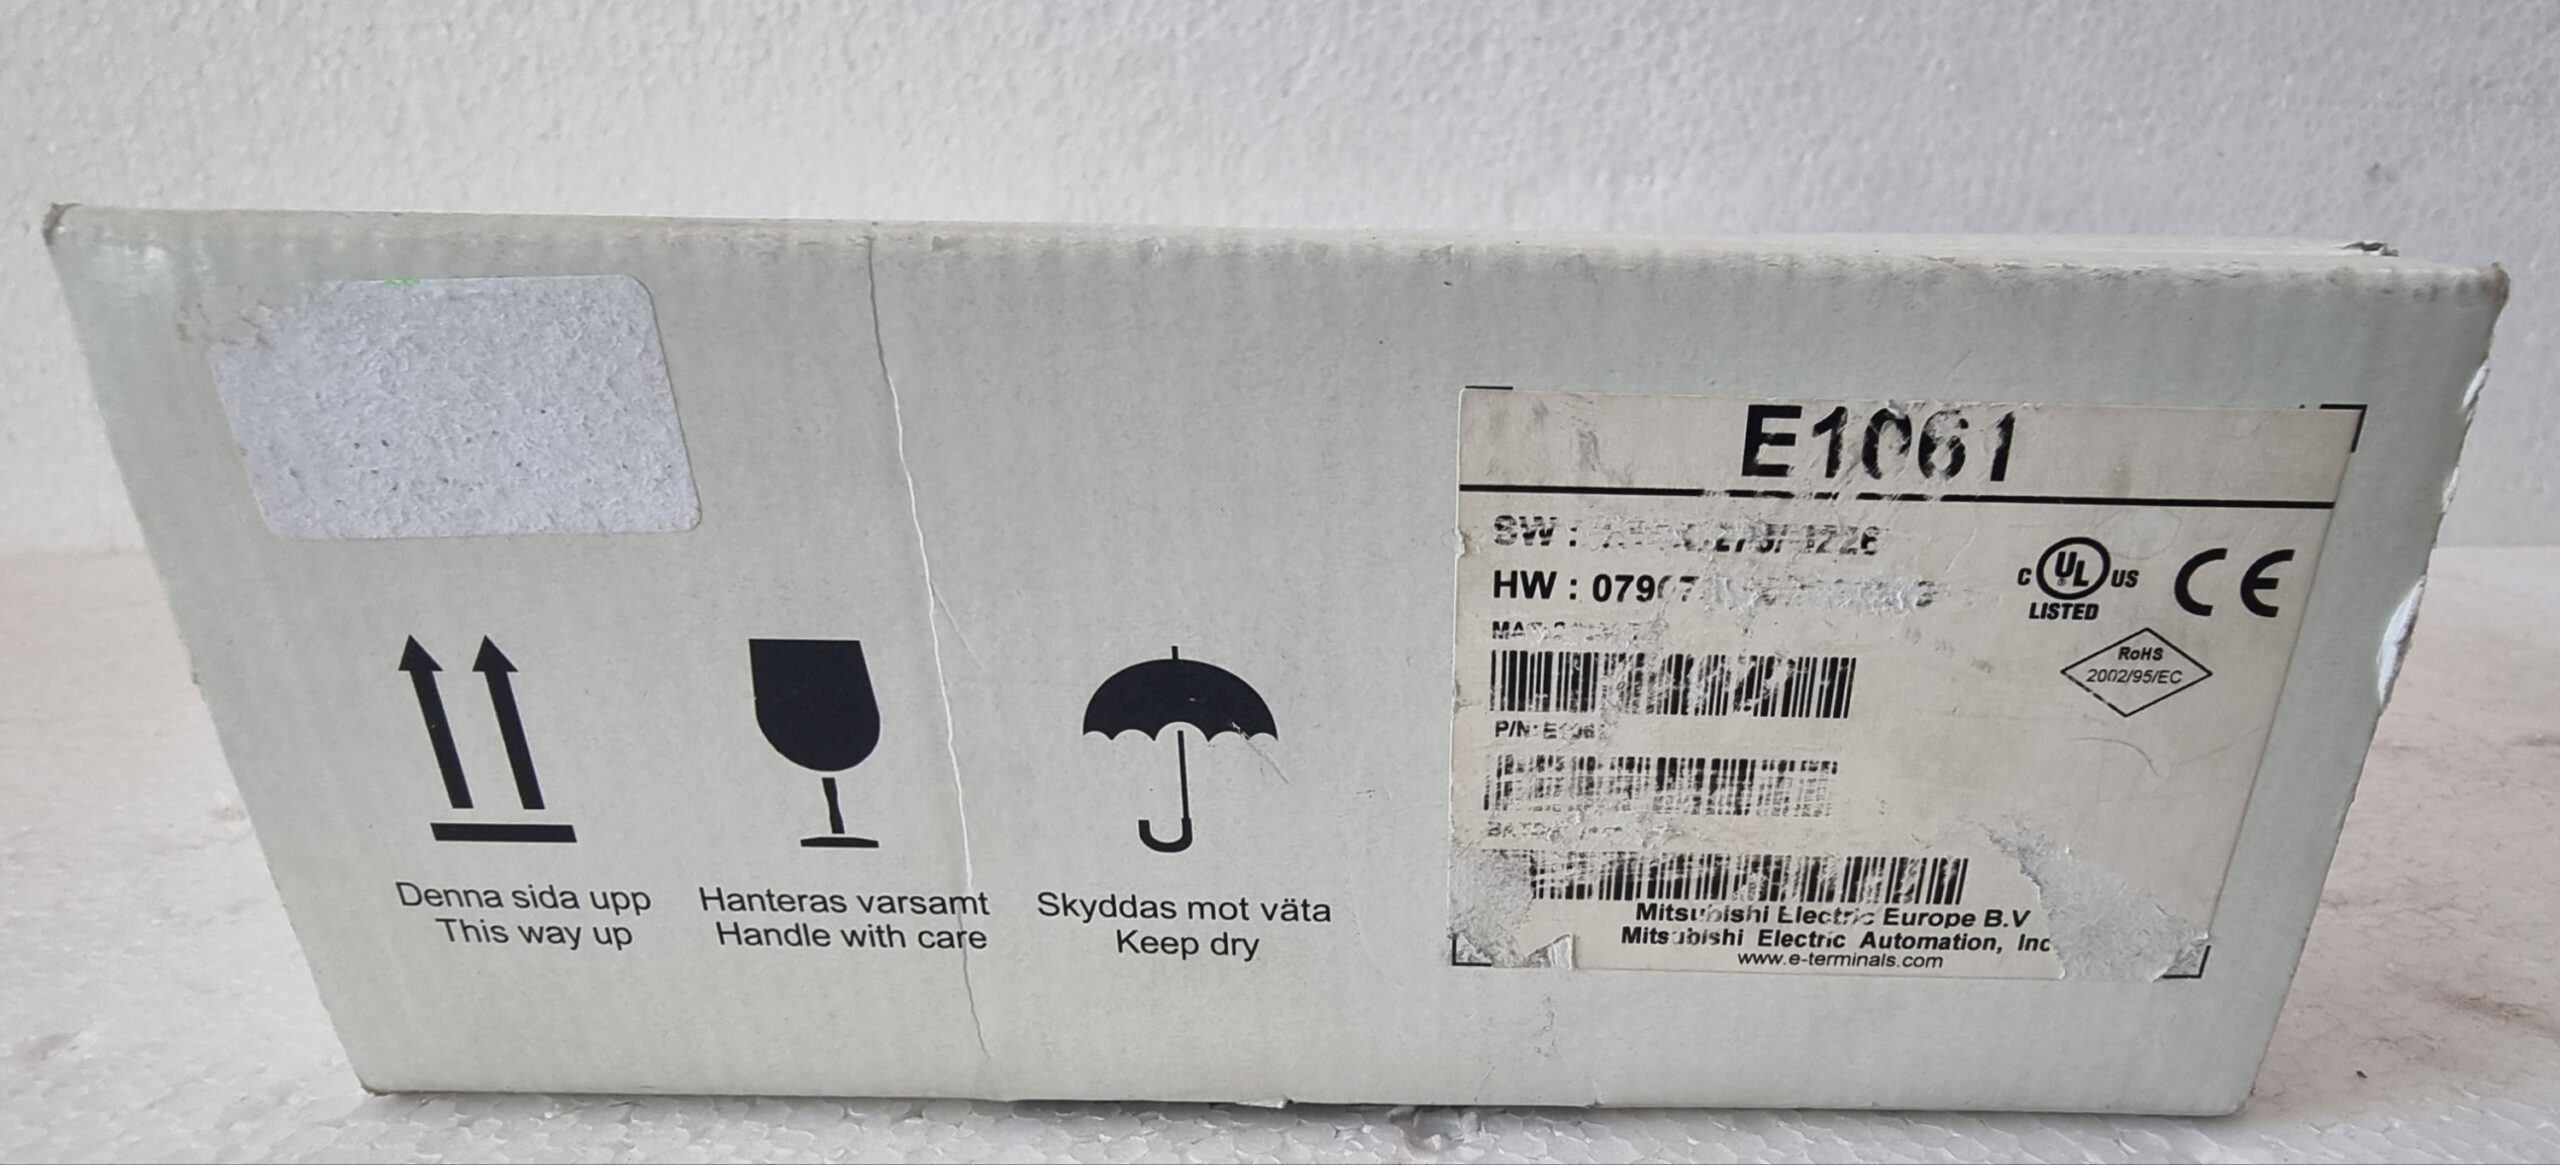 Denna sida upp
This way up
Hanteras varsamt
Handle with care
Skyddas mot väta
Keep dry
E1061
SW :
HW :
C UL US
LISTED
CE
RoHS
2002/95/EC
P/N:
Mitsubishi Electric Europe B.V
Mitsubishi Electric Automation, Inc
www.e-terminals.com